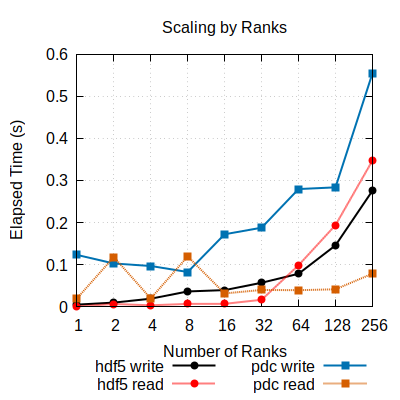 Scaling by Ranks
0.6
0.5
0.4
0.3
0.2
0.1
0
Elapsed Time (s)
1 2 4 8 16 32 64 128 256
Number of Ranks
hdf5 write pdc write
hdf5 read pdc read